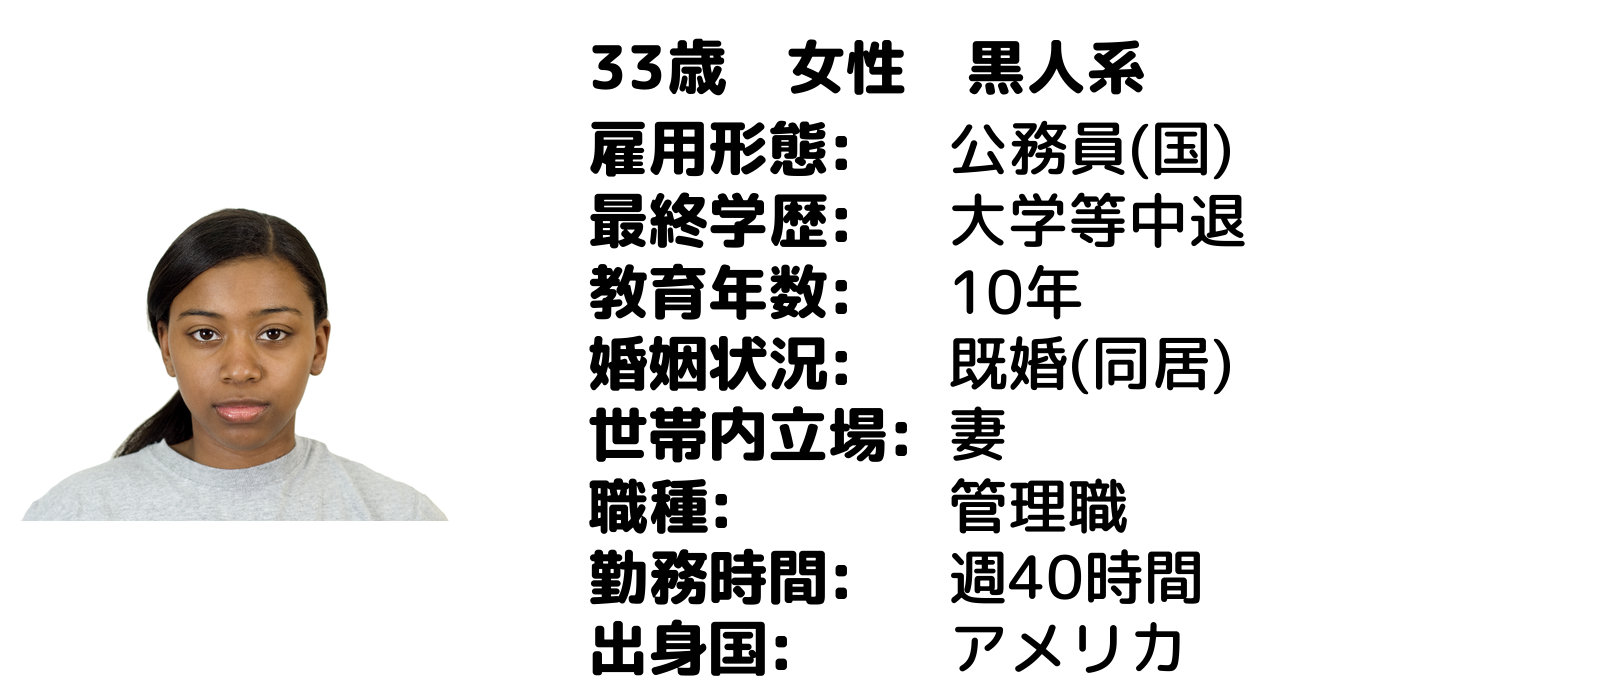 33歳　女性　黒人系
雇用形態:　公務員(国)
最終学歴:　大学等中退
教育年数:　10年
婚姻状況:　既婚(同居)
世帯内立場:　妻
職種:　管理職
勤務時間:　週40時間
出身国:　アメリカ